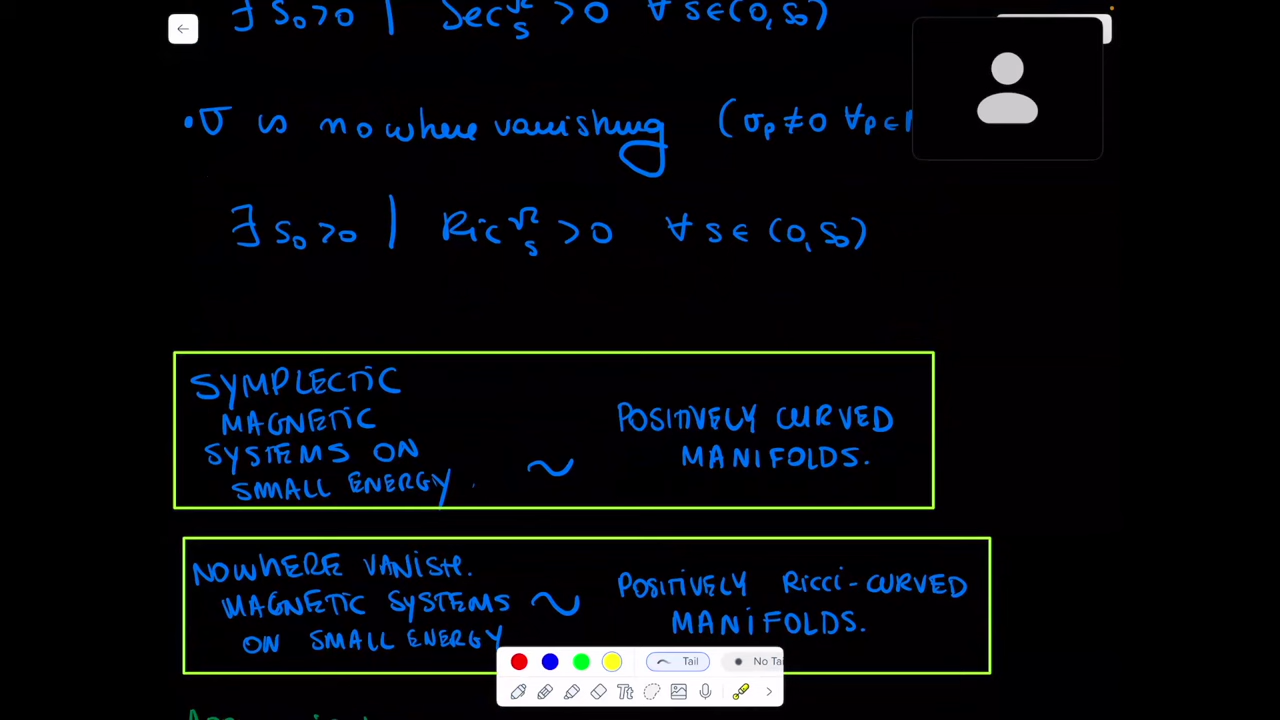 ∃ s₀>0 | Sec_s^Ω >0 ∀ s∈(0,s₀)
• σ is nowhere vanishing (σ_p≠0 ∀p∈
∃ s₀>0 | Ric_s^Ω >0 ∀ s∈(0,s₀)
SYMPLECTIC
MAGNETIC
SYSTEMS ON
SMALL ENERGY.
~
POSITIVELY CURVED
MANIFOLDS.
NOWHERE VANISH.
MAGNETIC SYSTEMS
ON SMALL ENERGY
~
POSITIVELY RICCI-CURVED
MANIFOLDS.
Tail
No Tai
Tt